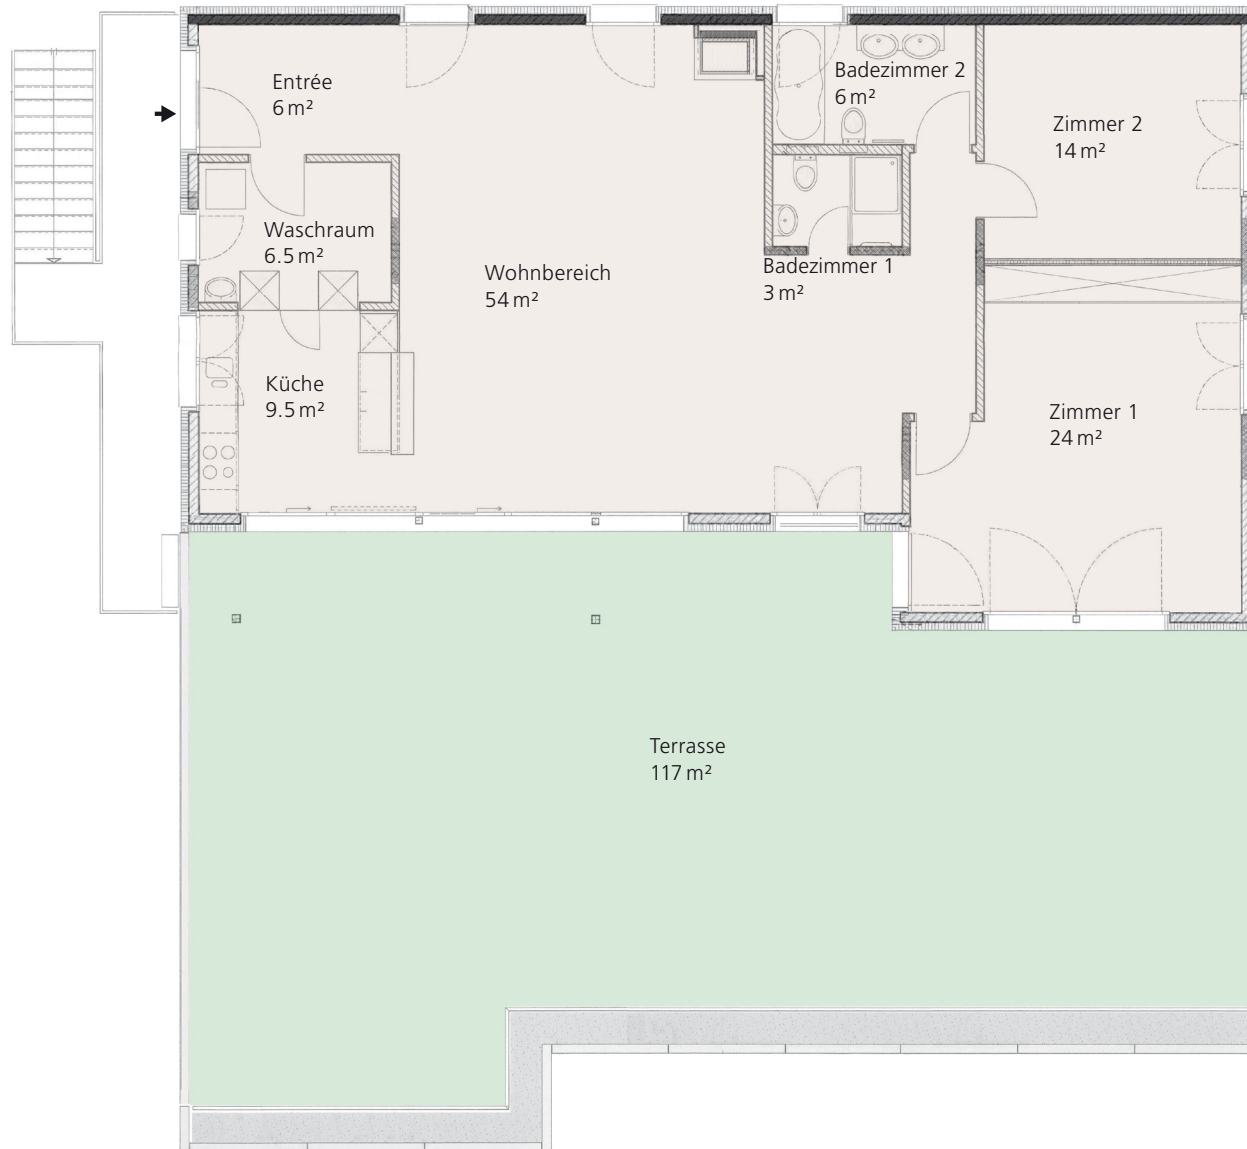 Entrée
6 m²
Badezimmer 2
6 m²
Zimmer 2
14 m²
Waschraum
6.5 m²
Wohnbereich
54 m²
Badezimmer 1
3 m²
Küche
9.5 m²
Zimmer 1
24 m²
Terrasse
117 m²